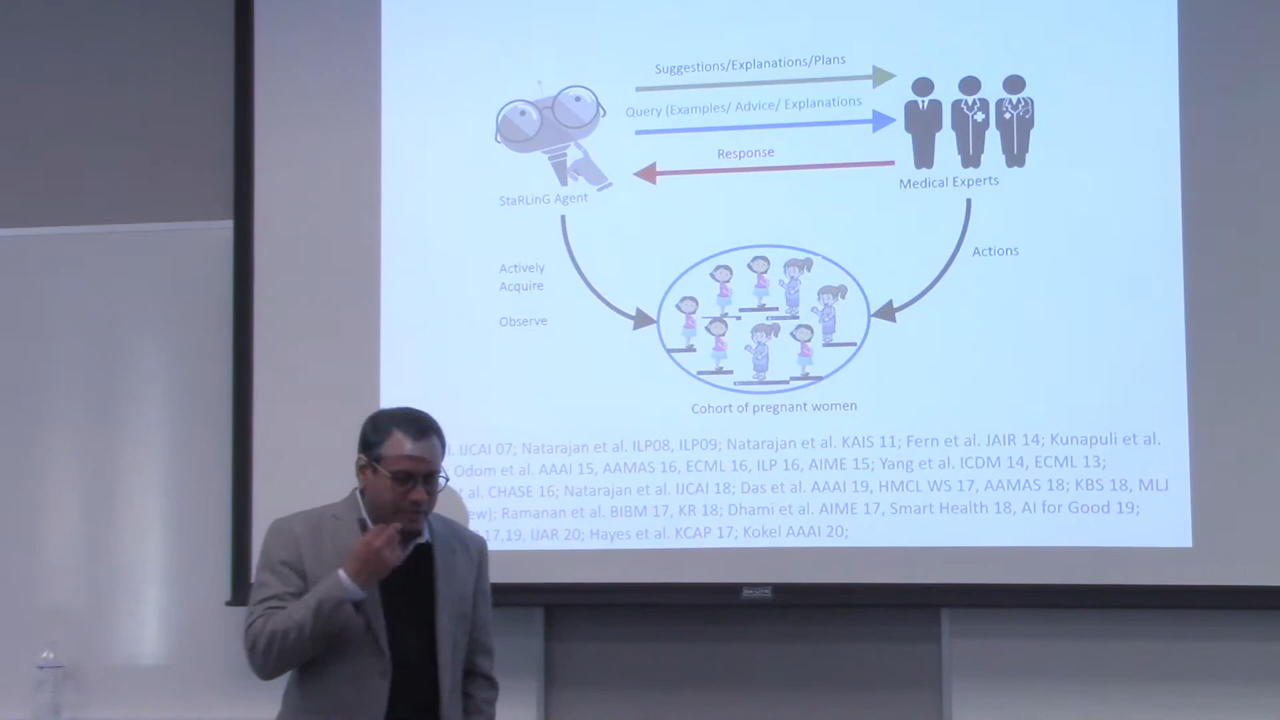 Suggestions/Explanations/Plans
Query (Examples/ Advice/ Explanations
Response
StaRLinG Agent
Medical Experts
Actively
Acquire
Observe
Actions
Cohort of pregnant women
IJCAI 07; Natarajan et al. ILP08, ILP09; Natarajan et al. KAIS 11; Fern et al. JAIR 14; Kunapuli et al.
Odom et al. AAAI 15, AAMAS 16, ECML 16, ILP 16, AIME 15; Yang et al. ICDM 14, ECML 13;
et al. CHASE 16; Natarajan et al. IJCAI 18; Das et al. AAAI 19, HMCL WS 17, AAMAS 18; KBS 18, MLJ
ew); Ramanan et al. BIBM 17, KR 18; Dhami et al. AIME 17, Smart Health 18, AI for Good 19;
17,19, IJAR 20; Hayes et al. KCAP 17; Kokel AAAI 20;